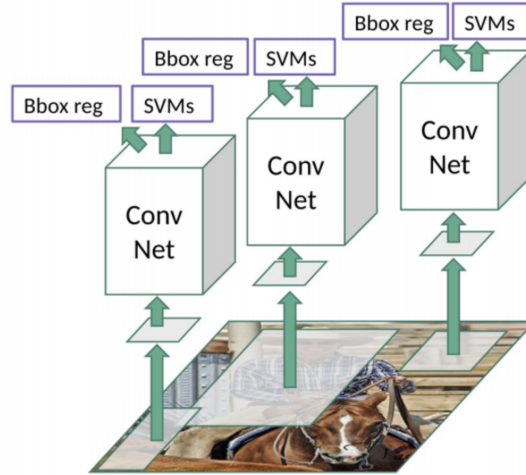 Bbox reg
SVMs
Bbox reg
SVMs
Bbox reg
SVMs
Conv
Net
Conv
Net
Conv
Net